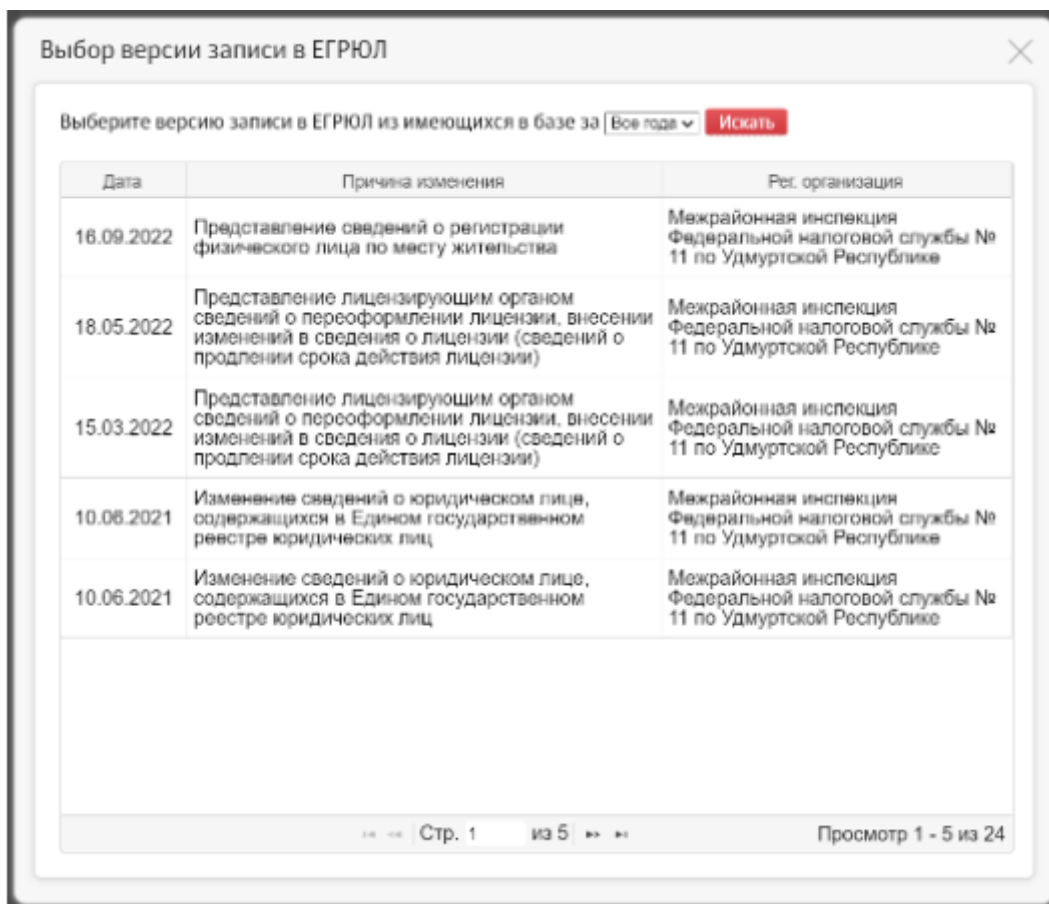 Выбор версии записи в ЕГРЮЛ
Выберите версию записи в ЕГРЮЛ из имеющихся в базе за Все года Искать
Дата Причина изменения Рег. организация
16.09.2022
Представление сведений о регистрации
физического лица по месту жительства
Межрайонная инспекция
Федеральной налоговой службы №
11 по Удмуртской Республике
18.05.2022
Представление лицензирующим органом
сведений о переоформлении лицензии, внесении
изменений в сведения о лицензии (сведений о
продлении срока действия лицензии)
Межрайонная инспекция
Федеральной налоговой службы №
11 по Удмуртской Республике
15.03.2022
Представление лицензирующим органом
сведений о переоформлении лицензии, внесении
изменений в сведения о лицензии (сведений о
продлении срока действия лицензии)
Межрайонная инспекция
Федеральной налоговой службы №
11 по Удмуртской Республике
10.06.2021
Изменение сведений о юридическом лице,
содержащихся в Едином государственном
реестре юридических лиц
Межрайонная инспекция
Федеральной налоговой службы №
11 по Удмуртской Республике
10.06.2021
Изменение сведений о юридическом лице,
содержащихся в Едином государственном
реестре юридических лиц
Межрайонная инспекция
Федеральной налоговой службы №
11 по Удмуртской Республике
Стр. 1 из 5 Просмотр 1 - 5 из 24